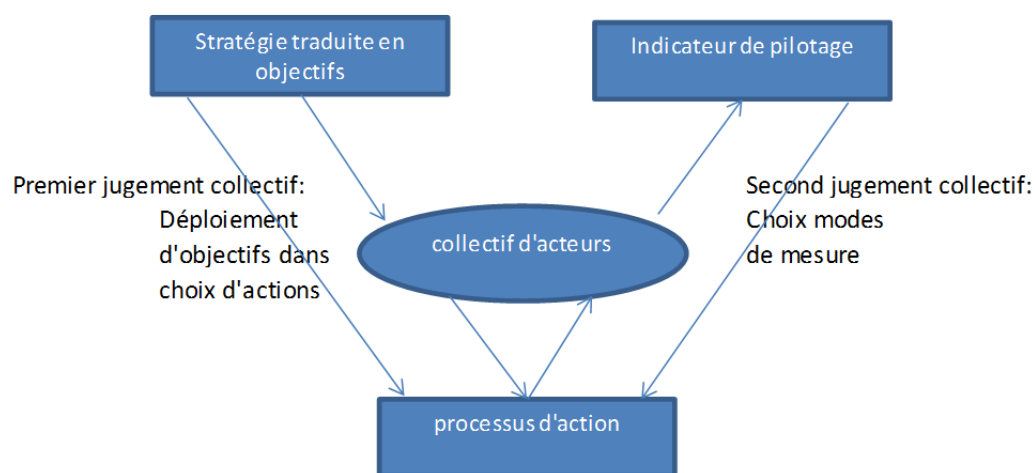 Stratégie traduite en
objectifs
Indicateur de pilotage
Premier jugement collectif:
Déploiement
d'objectifs dans
choix d'actions
Second jugement collectif:
Choix modes
de mesure
collectif d'acteurs
processus d'action